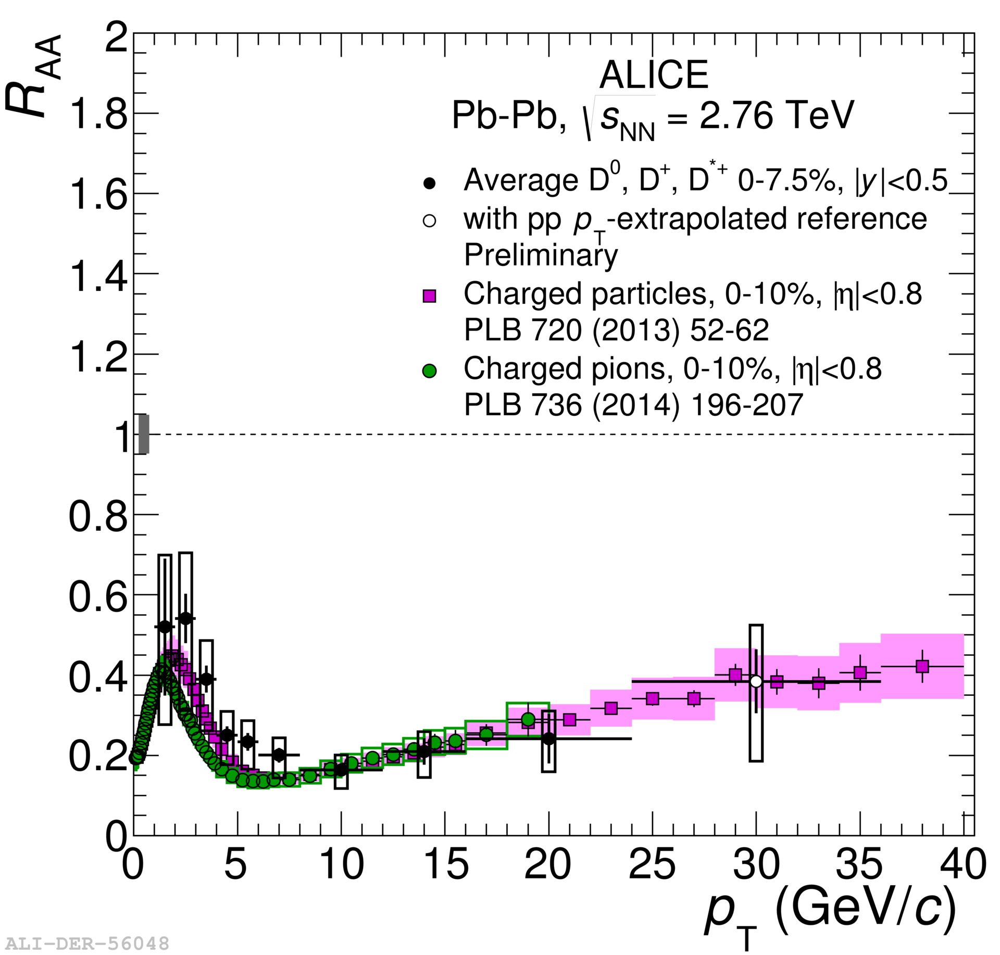 R_AA
2
1.8
1.6
1.4
1.2
1
0.8
0.6
0.4
0.2
0
ALICE
Pb-Pb, √s_NN = 2.76 TeV
Average D⁰, D⁺, D*⁺ 0-7.5%, |y|<0.5
with pp p_T-extrapolated reference
Preliminary
Charged particles, 0-10%, |η|<0.8
PLB 720 (2013) 52-62
Charged pions, 0-10%, |η|<0.8
PLB 736 (2014) 196-207
0 5 10 15 20 25 30 35 40
p_T (GeV/c)
ALI-DER-56048